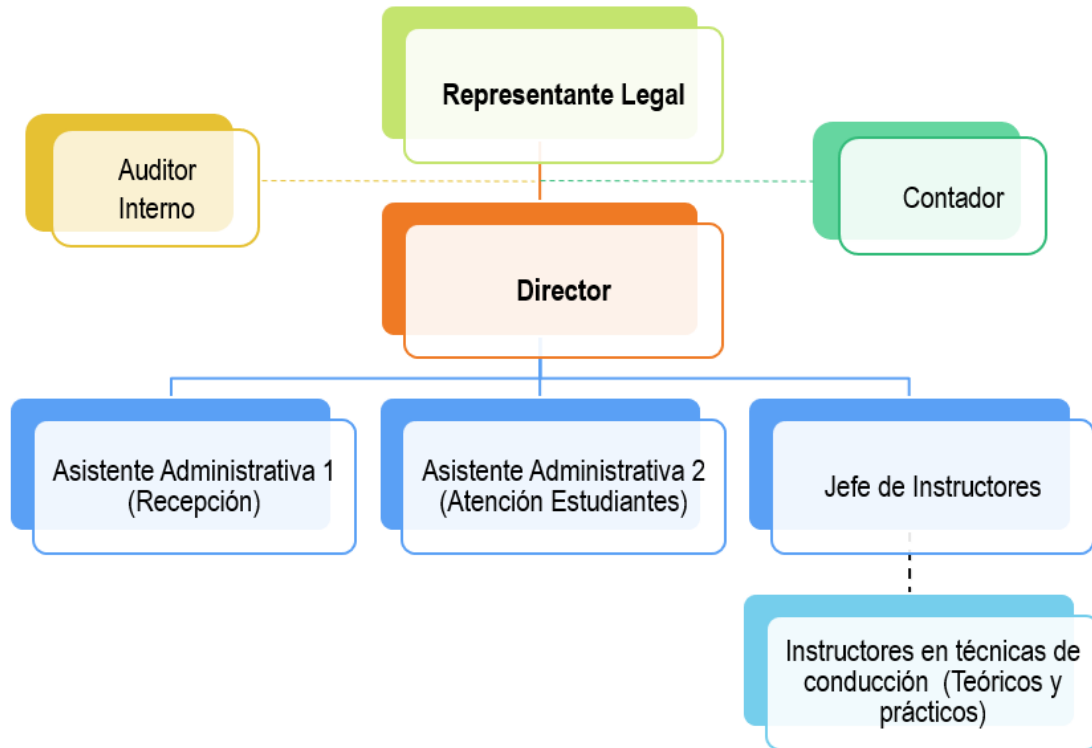 Representante Legal
Auditor
Interno
Contador
Director
Asistente Administrativa 1
(Recepción)
Asistente Administrativa 2
(Atención Estudiantes)
Jefe de Instructores
Instructores en técnicas de
conducción (Teóricos y
prácticos)